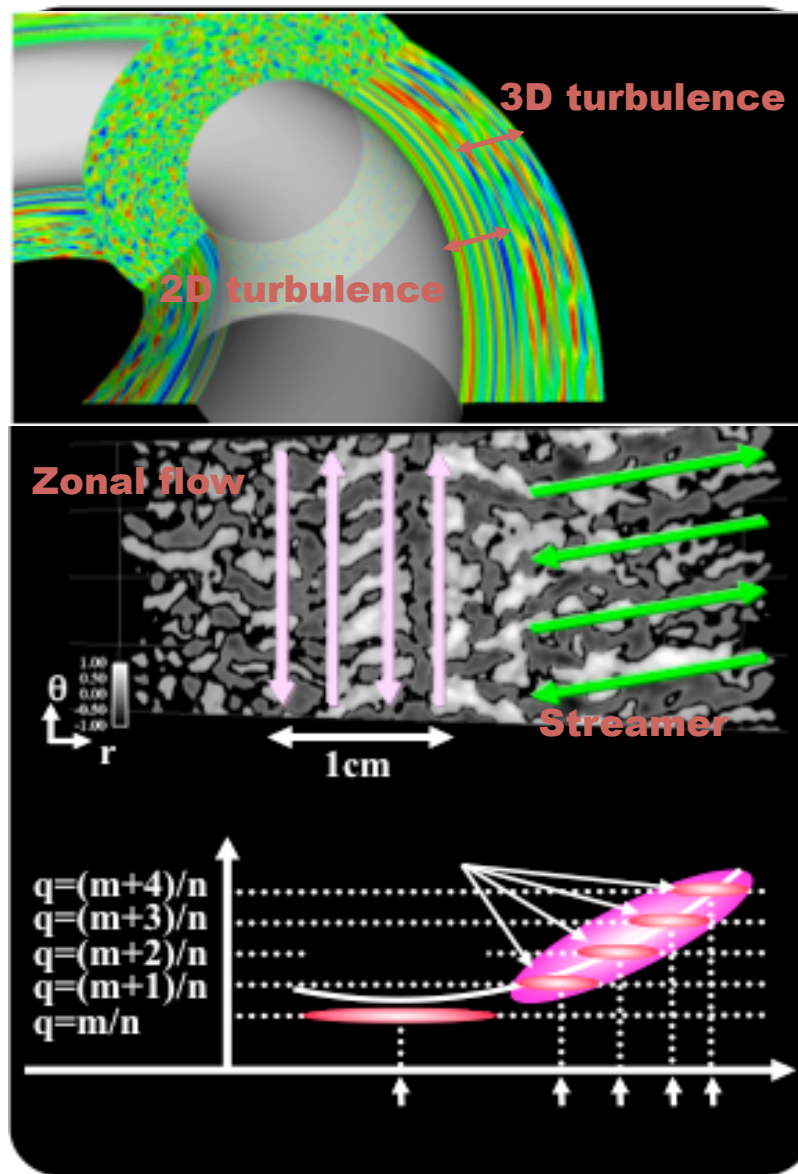 3D turbulence
2D turbulence
Zonal flow
1.00
0.50
0.00
-0.50
-1.00
θ
r
1cm
Streamer
q=(m+4)/n
q=(m+3)/n
q=(m+2)/n
q=(m+1)/n
q=m/n